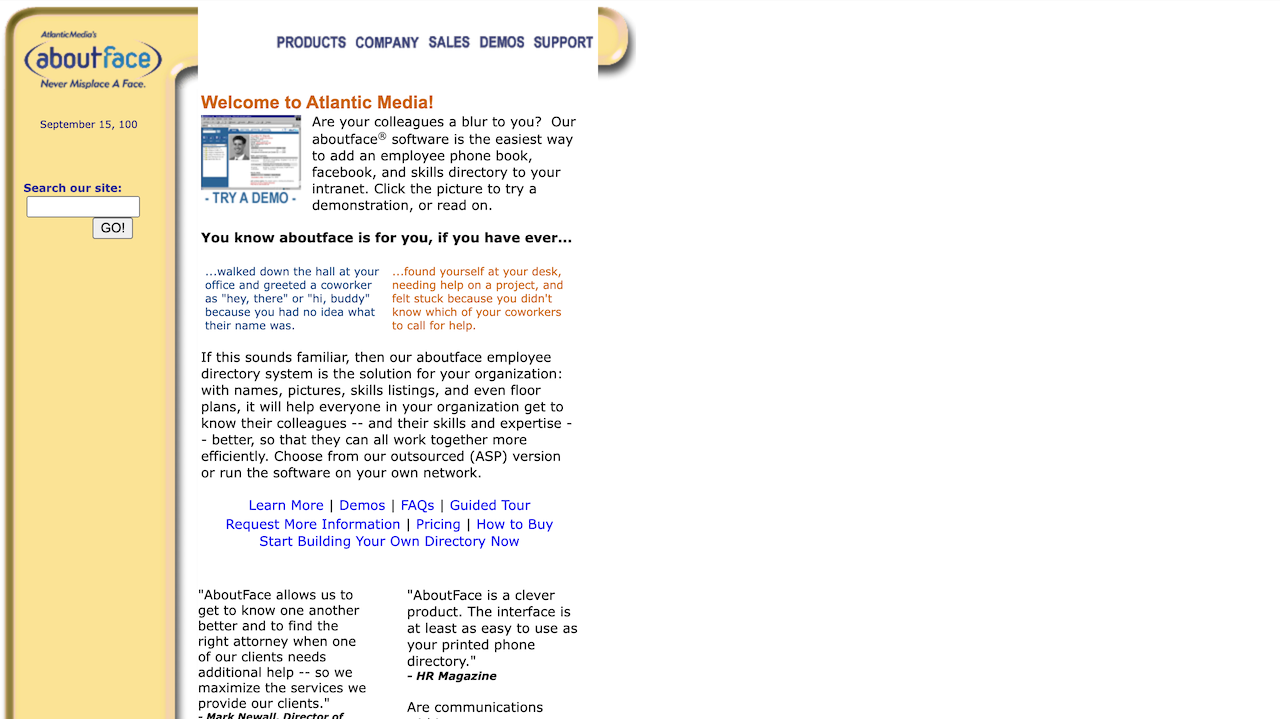 AtlanticMedia's
aboutface
Never Misplace A Face.
PRODUCTS COMPANY SALES DEMOS SUPPORT
September 15, 100
Search our site:
GO!
Welcome to Atlantic Media!
- TRY A DEMO -
Are your colleagues a blur to you?  Our
aboutface® software is the easiest way
to add an employee phone book,
facebook, and skills directory to your
intranet. Click the picture to try a
demonstration, or read on.
You know aboutface is for you, if you have ever...
...walked down the hall at your
office and greeted a coworker
as "hey, there" or "hi, buddy"
because you had no idea what
their name was.
...found yourself at your desk,
needing help on a project, and
felt stuck because you didn't
know which of your coworkers
to call for help.
If this sounds familiar, then our aboutface employee
directory system is the solution for your organization:
with names, pictures, skills listings, and even floor
plans, it will help everyone in your organization get to
know their colleagues -- and their skills and expertise -
- better, so that they can all work together more
efficiently. Choose from our outsourced (ASP) version
or run the software on your own network.
Learn More | Demos | FAQs | Guided Tour
Request More Information | Pricing | How to Buy
Start Building Your Own Directory Now
"AboutFace allows us to
get to know one another
better and to find the
right attorney when one
of our clients needs
additional help -- so we
maximize the services we
provide our clients."
- Mark Newall, Director of
"AboutFace is a clever
product. The interface is
at least as easy to use as
your printed phone
directory."
- HR Magazine
Are communications